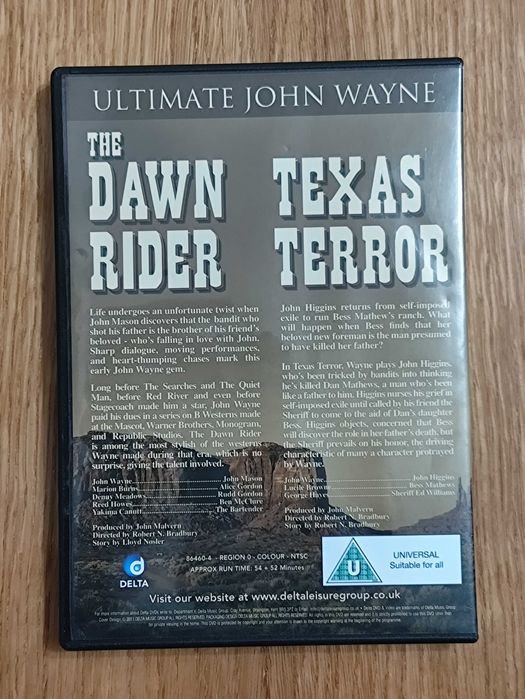 ULTIMATE JOHN WAYNE
THE
DAWN
RIDER
Life undergoes an unfortunate twist when
John Mason discovers that the bandit who
shot his father is the brother of his friend's
beloved - who's falling in love with John.
Sharp dialogue, moving performances,
and heart-thumping chases mark this
early John Wayne gem.
Long before The Searches and The Quiet
Man, before Red River and even before
Stagecoach made him a star, John Wayne
paid his dues in a series on B Westerns made
at the Mascot, Warner Brothers, Monogram,
and Republic Studios. The Dawn Rider
is among the most stylish of the westerns
Wayne made during that era, which is no
surprise, giving the talent involved.
John Wayne...John Mason
Marion Burns...Alice Gordon
Denny Meadows...Rudd Gordon
Reed Howes...Ben McClure
Yakima Canutt...The Bartender
Produced by John Malvern
Directed by Robert N. Bradbury
Story by Lloyd Nosler
TEXAS
TERROR
John Higgins returns from self-imposed
exile to run Bess Mathew's ranch. What
will happen when Bess finds that her
beloved new foreman is the man presumed
to have killed her father?
In Texas Terror, Wayne plays John Higgins,
who's been tricked by bandits into thinking
he's killed Dan Mathews, a man who's been
like a father to him. Higgins nurses his grief in
self-imposed exile until called by his friend the
Sheriff to come to the aid of Dan's daughter
Bess. Higgins objects, concerned that Bess
will discover the role in her father's death, but
the Sheriff prevails on his honor, the driving
characteristic of many a character protrayed
by Wayne.
John Wayne...John Higgins
Lucile Browne...Bess Mathews
George Hayes...Sheriff Ed Williams
Produced by John Malvern
Directed by Robert N. Bradbury
Story by Robert N. Bradbury
DELTA
86460-4 - REGION 0 - COLOUR - NTSC
APPROX RUN TIME: 54 + 52 Minutes
U
UNIVERSAL
Suitable for all
Visit our website at www.deltaleisuregroup.co.uk